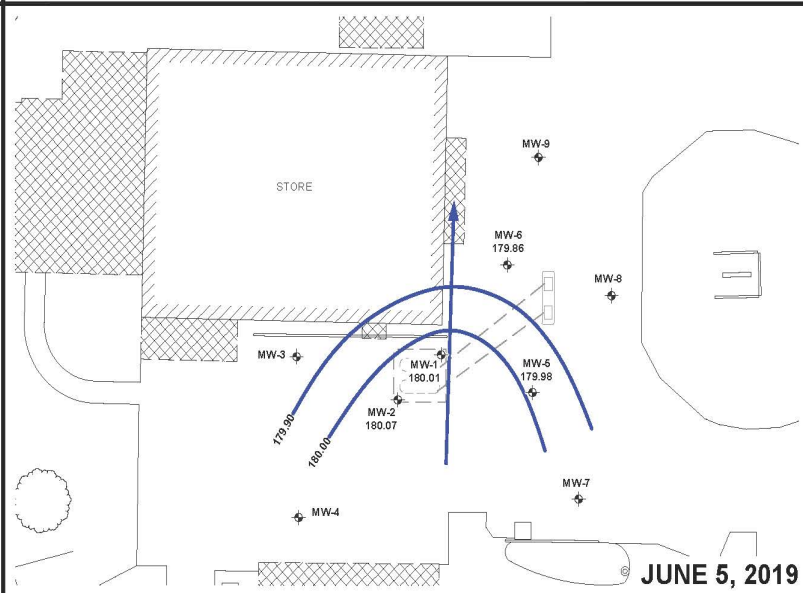 MW-9
STORE
MW-6
179.86
MW-8
MW-3
MW-1
180.01
MW-5
179.98
MW-2
180.07
179.90
180.00
MW-7
MW-4
JUNE 5, 2019